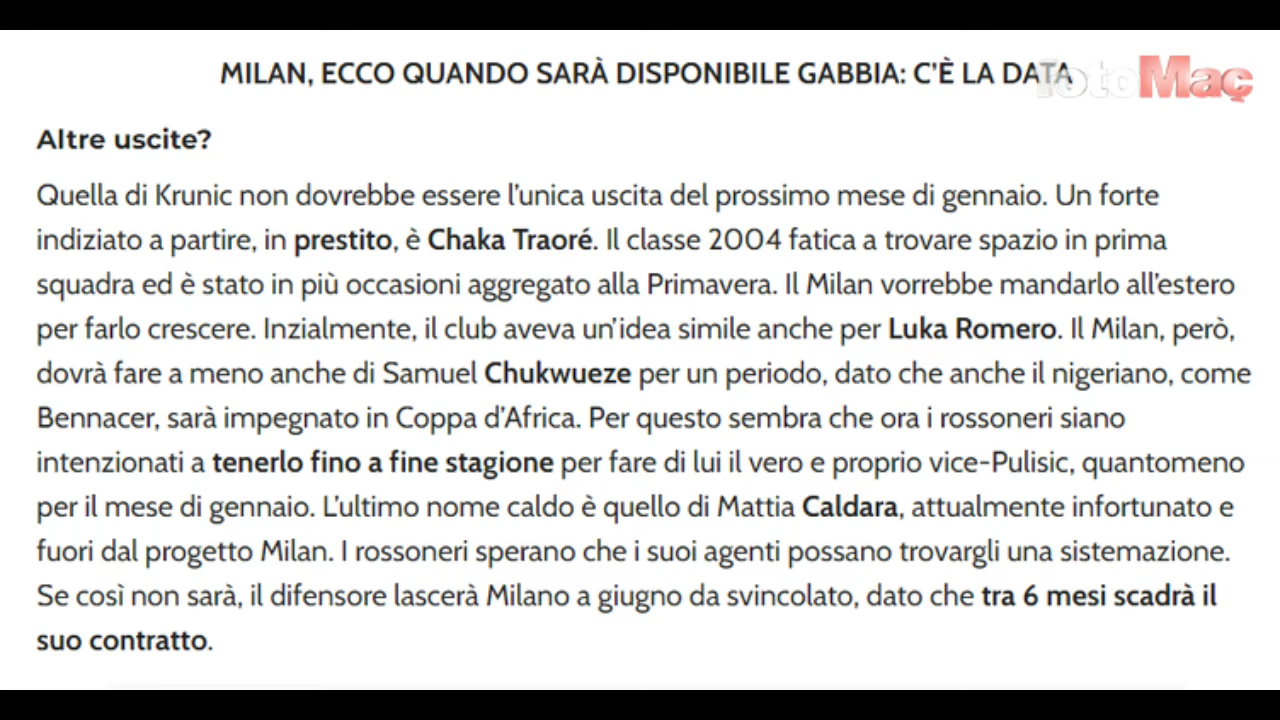 MILAN, ECCO QUANDO SARÀ DISPONIBILE GABBIA: C'È LA DATA
fotoMaç
Altre uscite?
Quella di Krunic non dovrebbe essere l'unica uscita del prossimo mese di gennaio. Un forte
indiziato a partire, in prestito, è Chaka Traoré. Il classe 2004 fatica a trovare spazio in prima
squadra ed è stato in più occasioni aggregato alla Primavera. Il Milan vorrebbe mandarlo all'estero
per farlo crescere. Inzialmente, il club aveva un'idea simile anche per Luka Romero. Il Milan, però,
dovrà fare a meno anche di Samuel Chukwueze per un periodo, dato che anche il nigeriano, come
Bennacer, sarà impegnato in Coppa d'Africa. Per questo sembra che ora i rossoneri siano
intenzionati a tenerlo fino a fine stagione per fare di lui il vero e proprio vice-Pulisic, quantomeno
per il mese di gennaio. L'ultimo nome caldo è quello di Mattia Caldara, attualmente infortunato e
fuori dal progetto Milan. I rossoneri sperano che i suoi agenti possano trovargli una sistemazione.
Se così non sarà, il difensore lascerà Milano a giugno da svincolato, dato che tra 6 mesi scadrà il
suo contratto.